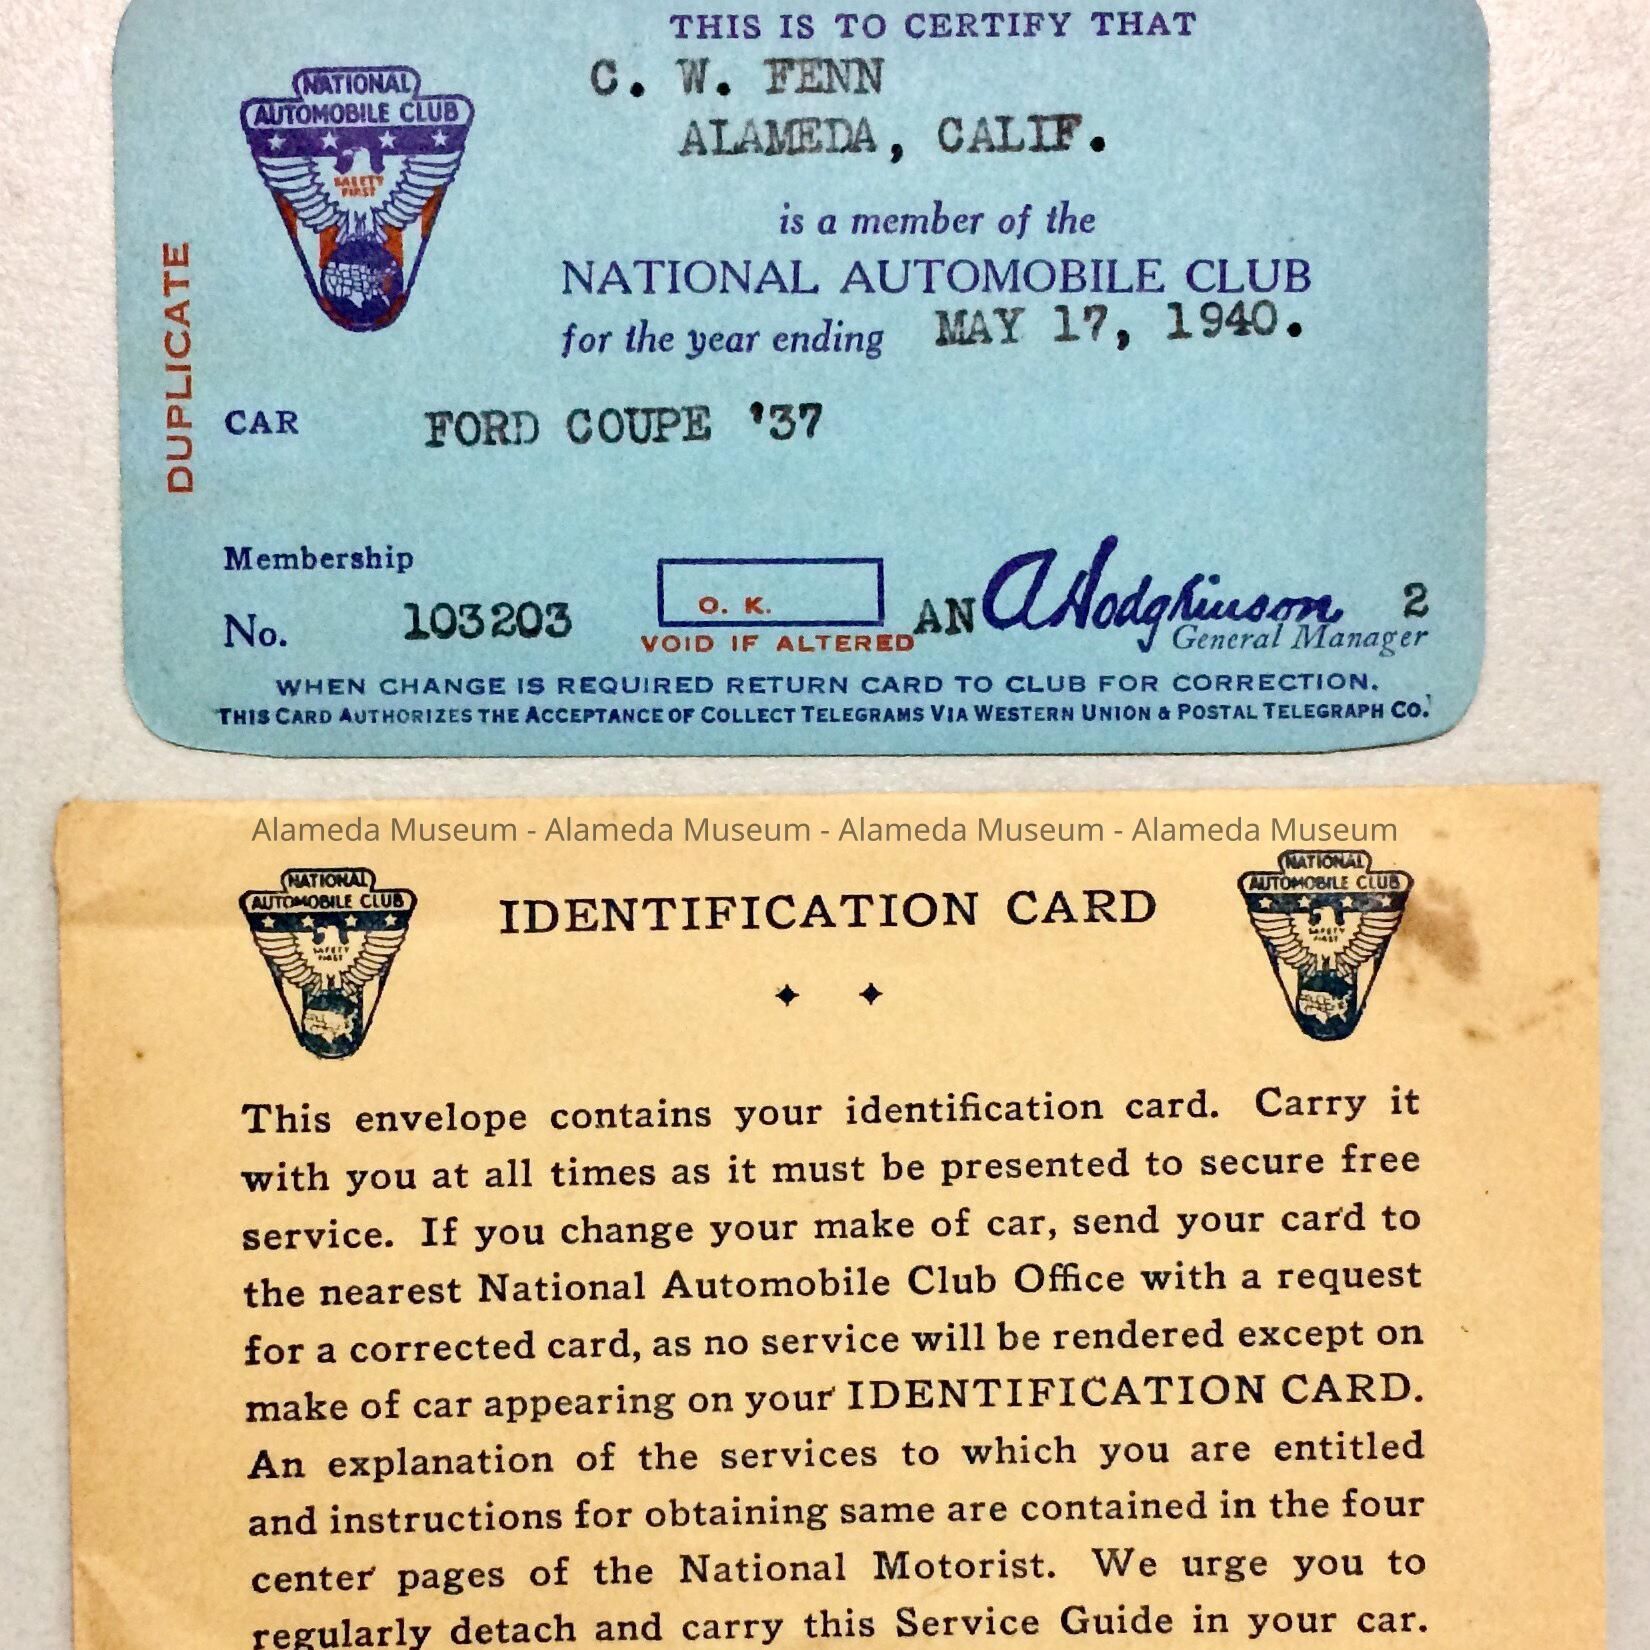 THIS IS TO CERTIFY THAT
C. W. FENN
ALAMEDA, CALIF.
is a member of the
NATIONAL AUTOMOBILE CLUB
for the year ending MAY 17, 1940.
NATIONAL
AUTOMOBILE CLUB
SAFETY
FIRST
DUPLICATE
CAR FORD COUPE '37
Membership
No. 103203
O. K.
VOID IF ALTERED
AN A Hodgkinson 2
General Manager
WHEN CHANGE IS REQUIRED RETURN CARD TO CLUB FOR CORRECTION.
THIS CARD AUTHORIZES THE ACCEPTANCE OF COLLECT TELEGRAMS VIA WESTERN UNION & POSTAL TELEGRAPH CO.
Alameda Museum - Alameda Museum - Alameda Museum - Alameda Museum
NATIONAL
AUTOMOBILE CLUB
SAFETY
FIRST
IDENTIFICATION CARD
NATIONAL
AUTOMOBILE CLUB
SAFETY
FIRST
This envelope contains your identification card. Carry it
with you at all times as it must be presented to secure free
service. If you change your make of car, send your card to
the nearest National Automobile Club Office with a request
for a corrected card, as no service will be rendered except on
make of car appearing on your IDENTIFICATION CARD.
An explanation of the services to which you are entitled
and instructions for obtaining same are contained in the four
center pages of the National Motorist. We urge you to
regularly detach and carry this Service Guide in your car.